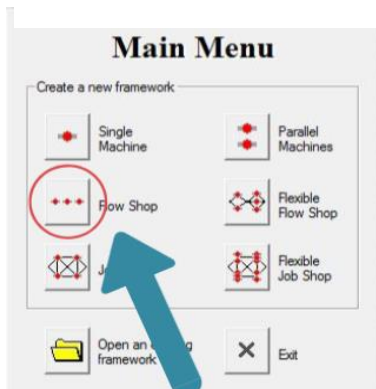 Main Menu
Create a new framework
Single
Machine
Parallel
Machines
Flow Shop
Flexible
Flow Shop
Flexible
Job Shop
Open an
framework
Exit